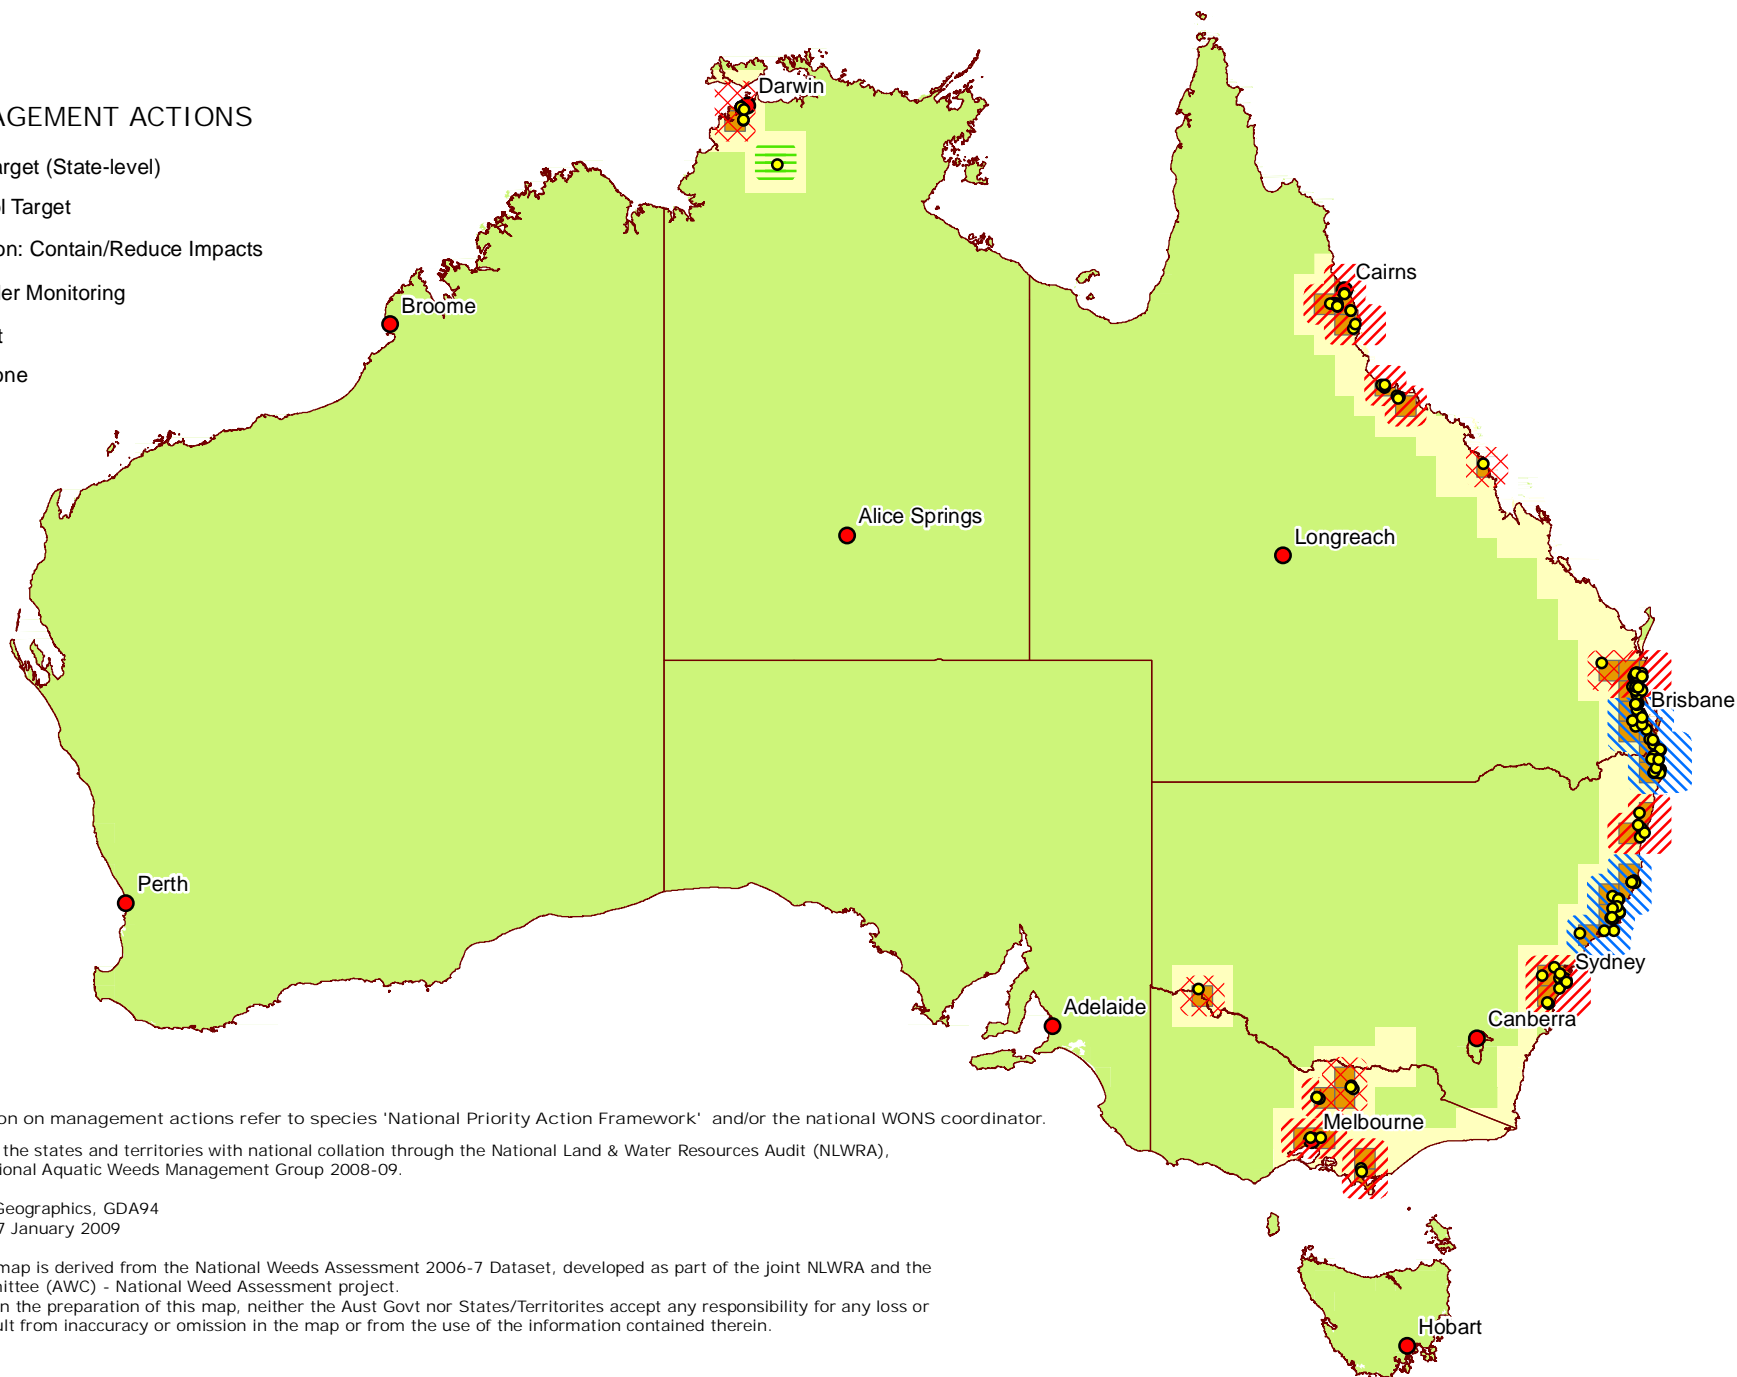 AGEMENT ACTIONS
arget (State-level)
ol Target
on: Contain/Reduce Impacts
er Monitoring
t
one
Darwin
Cairns
Broome
Alice Springs
Longreach
Brisbane
Perth
Sydney
Adelaide
Canberra
Melbourne
Hobart
on on management actions refer to species 'National Priority Action Framework' and/or the national WONS coordinator.
the states and territories with national collation through the National Land & Water Resources Audit (NLWRA),
ional Aquatic Weeds Management Group 2008-09.
Geographics, GDA94
7 January 2009
map is derived from the National Weeds Assessment 2006-7 Dataset, developed as part of the joint NLWRA and the
mittee (AWC) - National Weed Assessment project.
n the preparation of this map, neither the Aust Govt nor States/Territorites accept any responsibility for any loss or
ult from inaccuracy or omission in the map or from the use of the information contained therein.